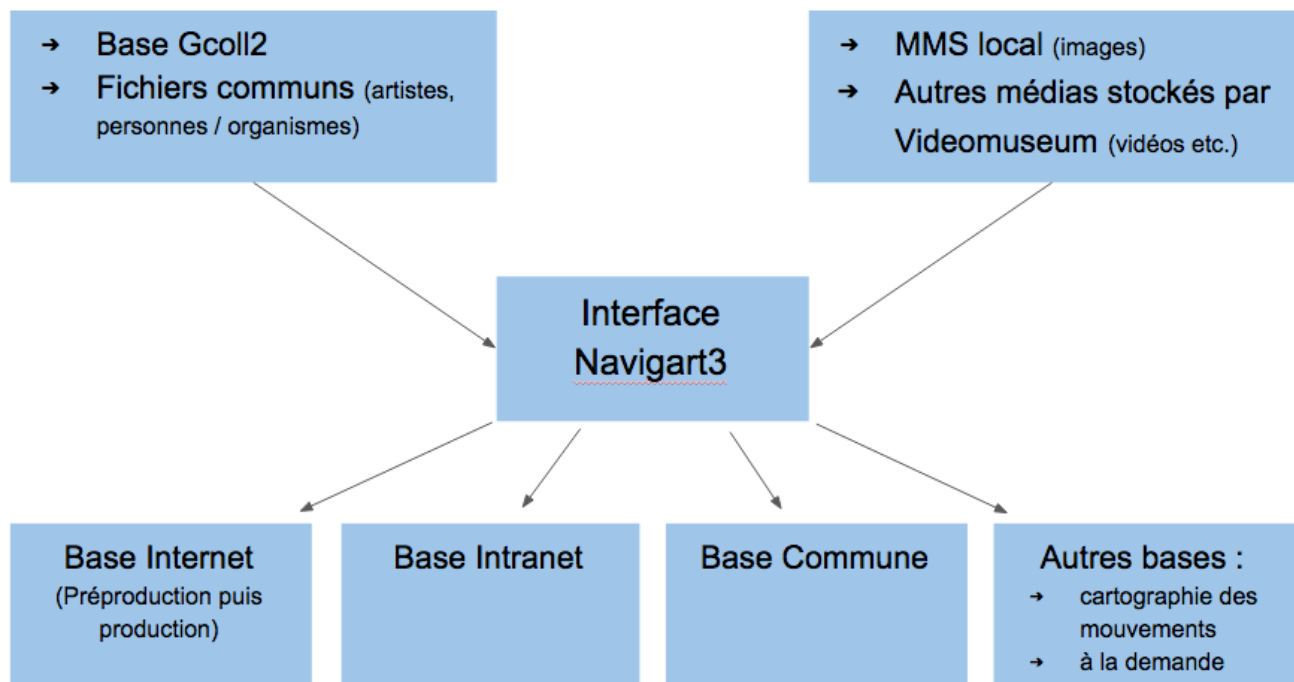 ➔ Base Gcoll2
➔ Fichiers communs (artistes,
personnes / organismes)
➔ MMS local (images)
➔ Autres médias stockés par
Videomuseum (vidéos etc.)
Interface
Navigart3
Base Internet
(Préproduction puis
production)
Base Intranet
Base Commune
Autres bases :
➔ cartographie des
mouvements
➔ à la demande